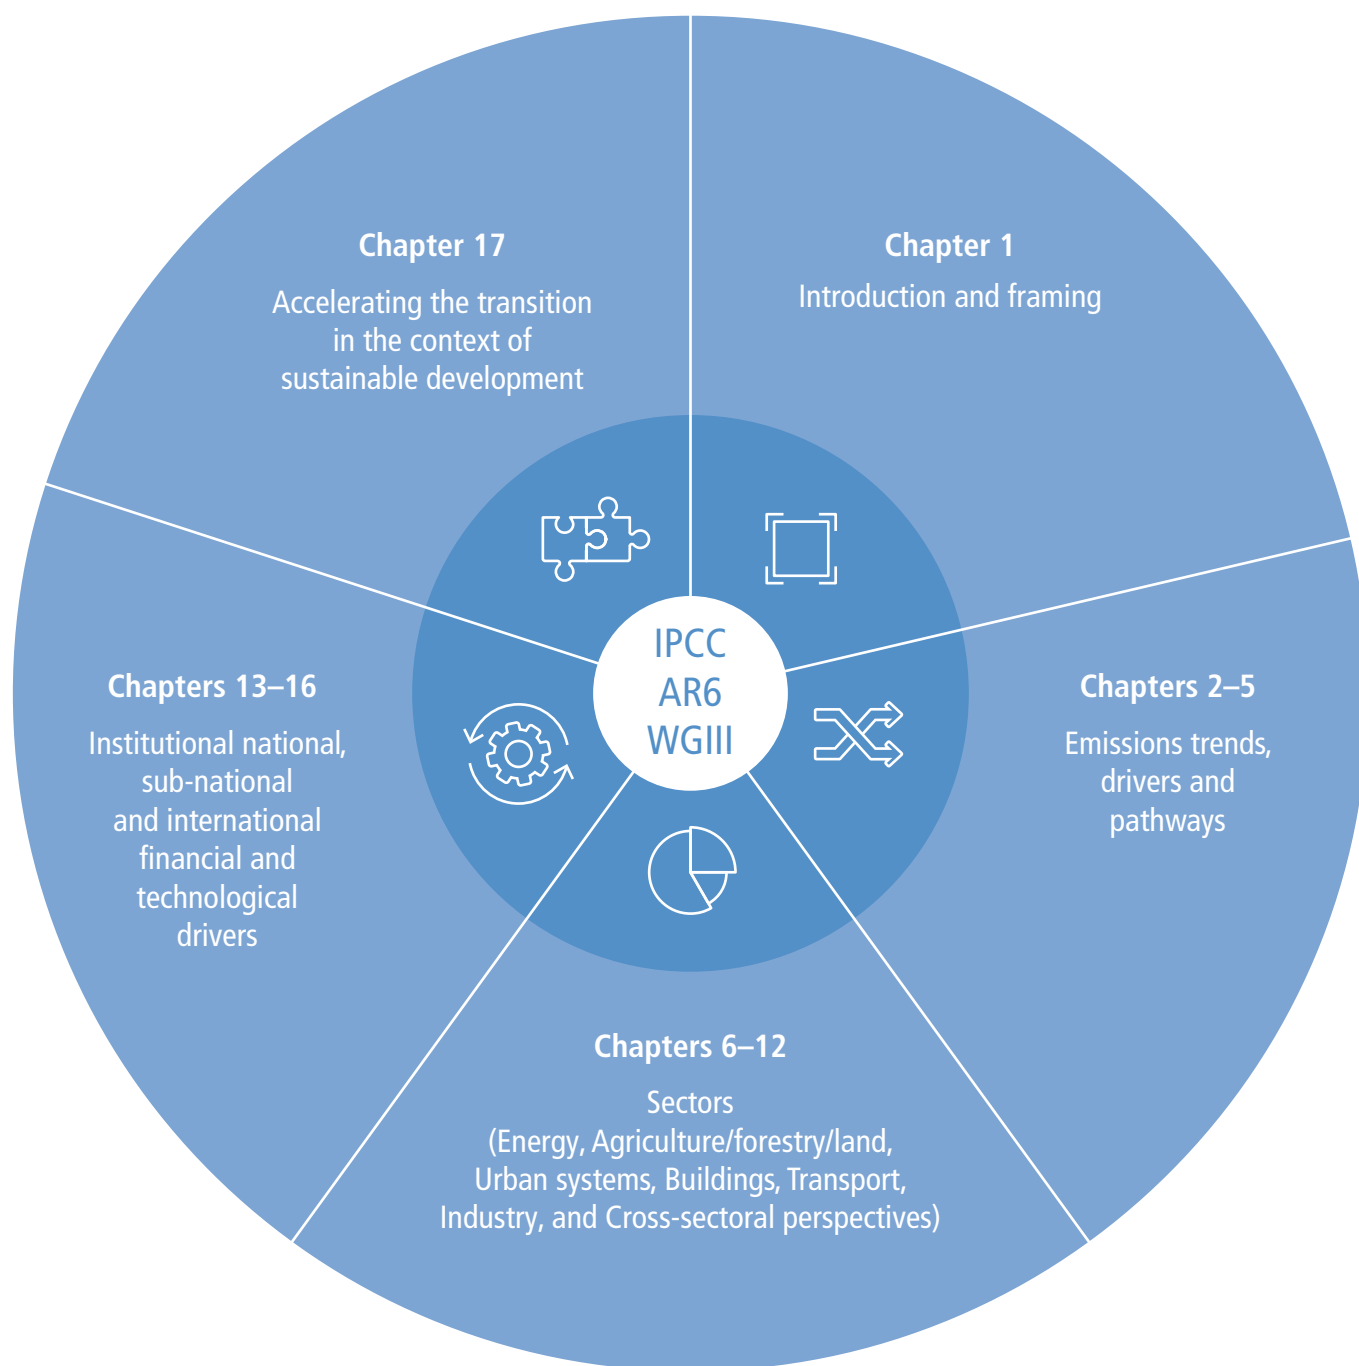 Chapter 17
Accelerating the transition
in the context of
sustainable development
Chapter 1
Introduction and framing
IPCC
AR6
WGIII
Chapters 13–16
Institutional national,
sub-national
and international
financial and
technological
drivers
Chapters 2–5
Emissions trends,
drivers and
pathways
Chapters 6–12
Sectors
(Energy, Agriculture/forestry/land,
Urban systems, Buildings, Transport,
Industry, and Cross-sectoral perspectives)